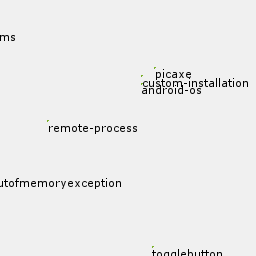 ms
picaxe
custom-installation
android-os
remote-process
utofmemoryexception
togglebutton